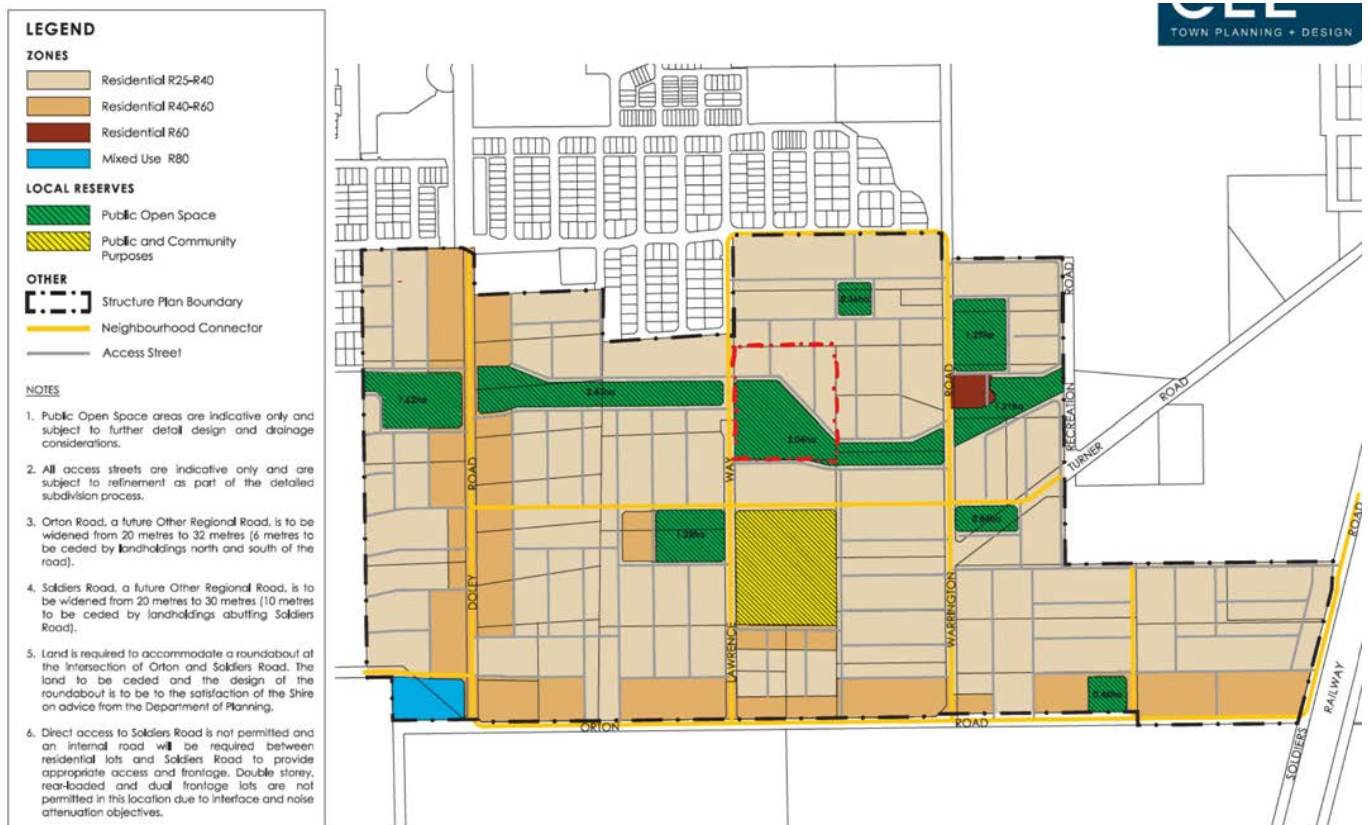 CLE
TOWN PLANNING + DESIGN
LEGEND
ZONES
Residential R25-R40
Residential R40-R60
Residential R60
Mixed Use R80
LOCAL RESERVES
Public Open Space
Public and Community
Purposes
OTHER
Structure Plan Boundary
Neighbourhood Connector
Access Street
NOTES
1. Public Open Space areas are indicative only and
subject to further detail design and drainage
considerations.
2. All access streets are indicative only and are
subject to refinement as part of the detailed
subdivision process.
3. Orton Road, a future Other Regional Road, is to be
widened from 20 metres to 32 metres (6 metres to
be ceded by landholdings north and south of the
road).
4. Soldiers Road, a future Other Regional Road, is to
be widened from 20 metres to 30 metres (10 metres
to be ceded by landholdings abutting Soldiers
Road).
5. Land is required to accommodate a roundabout at
the intersection of Orton and Soldiers Road. The
land to be ceded and the design of the
roundabout is to be to the satisfaction of the Shire
on advice from the Department of Planning.
6. Direct access to Soldiers Road is not permitted and
an internal road will be required between
residential lots and Soldiers Road to provide
appropriate access and frontage. Double storey,
rear-loaded and dual frontage lots are not
permitted in this location due to interface and noise
attenuation objectives.
ROAD
RECREATION
ROAD
TURNER
ROAD
WARRINGTON
WAY
LAWRENCE
ROAD
DOLEY
ORTON
ROAD
ROAD
RAILWAY
SOLDIERS
1.62ha